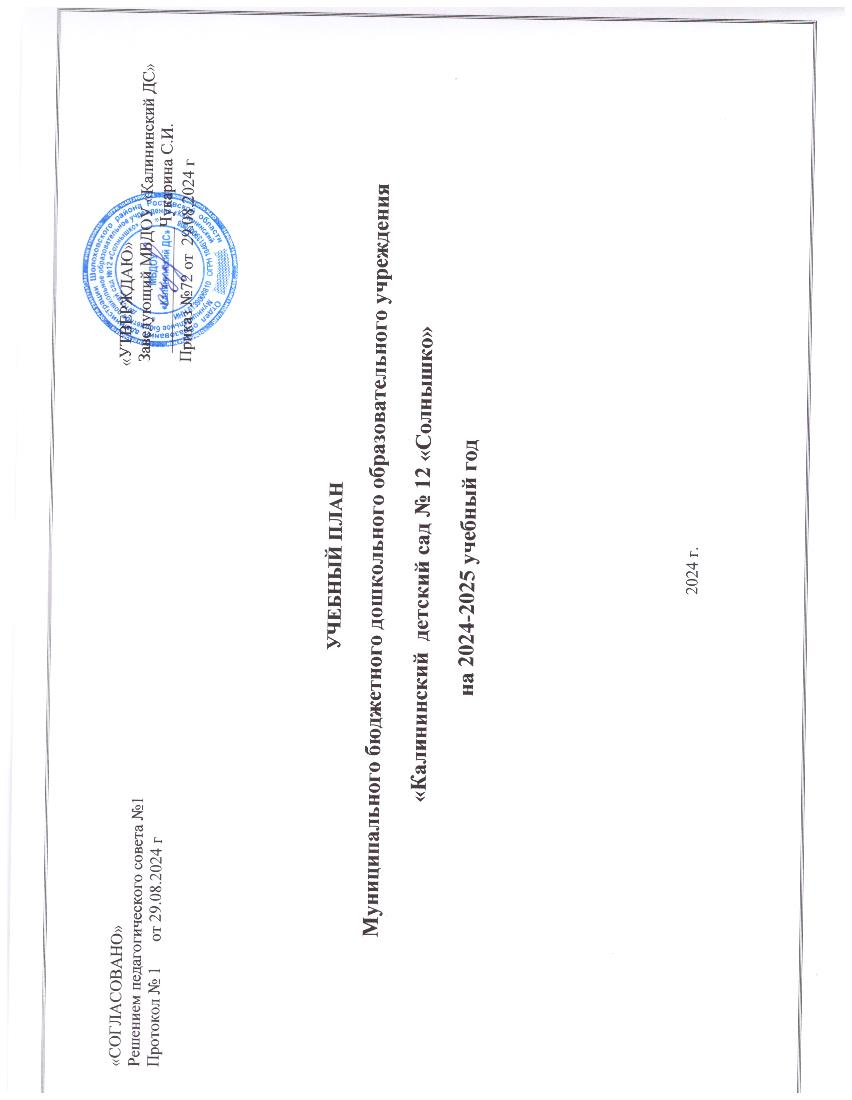 «СОГЛАСОВАНО»
Решением педагогического совета №1
Протокол № 1 от 29.08.2024 г
«УТВЕРЖДАЮ»
Заведующий МБДОУ «Калининский ДС»
Чукарина С.И.
Приказ №72 от 29.08.2024 г
УЧЕБНЫЙ ПЛАН
Муниципального бюджетного дошкольного образовательного учреждения
«Калининский детский сад № 12 «Солнышко»
на 2024-2025 учебный год
2024 г.